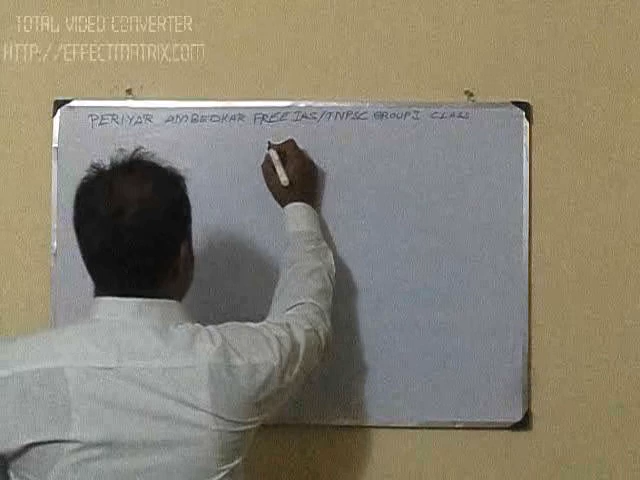 TOTAL VIDEO CONVERTER
HTTP://EFFECTMATRIX.COM
PERIYAR AMBEDKAR FREE IAS/TNPSC GROUP I CLASS